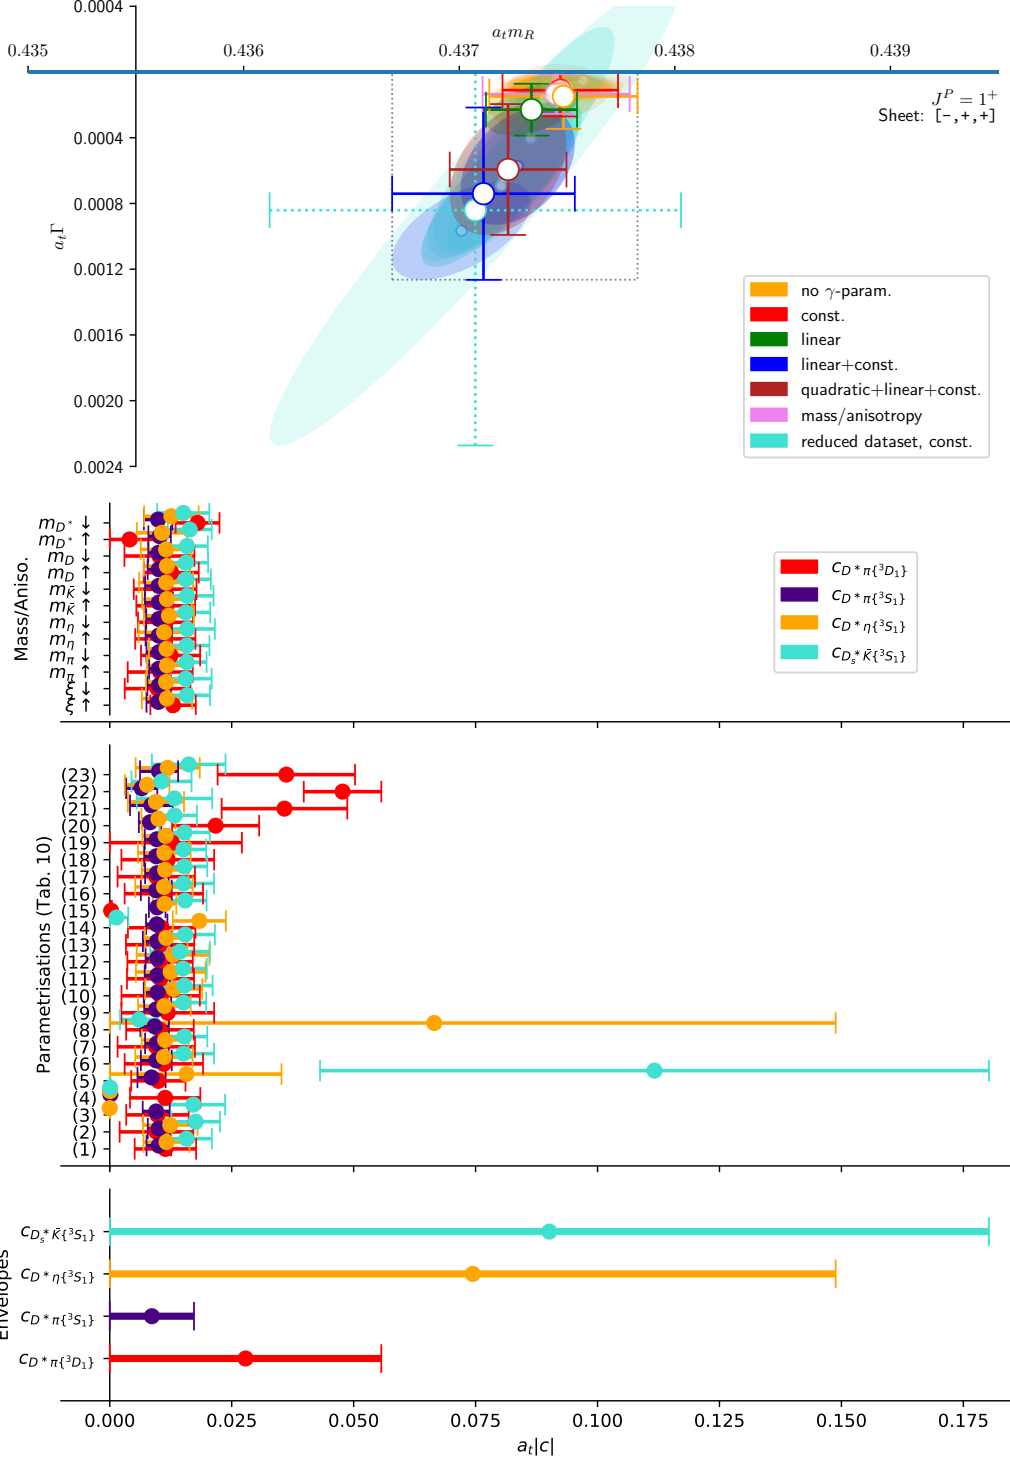 0.0004
a_t m_R
0.435 0.436 0.437 0.438 0.439
J^P = 1^+
Sheet: [-,+,+]
0.0004
0.0008
0.0012
0.0016
0.0020
0.0024
a_tΓ
no γ-param.
const.
linear
linear+const.
quadratic+linear+const.
mass/anisotropy
reduced dataset, const.
Mass/Aniso.
m_{D*} ↓
m_{D*} ↑
m_D ↓
m_D ↑
m_{K̄} ↓
m_{K̄} ↑
m_η ↓
m_η ↑
m_π ↓
m_π ↑
ξ ↓
ξ ↑
c_{D*π{³D₁}}
c_{D*π{³S₁}}
c_{D*η{³S₁}}
c_{D_s*K̄{³S₁}}
Parametrisations (Tab. 10)
(23)
(22)
(21)
(20)
(19)
(18)
(17)
(16)
(15)
(14)
(13)
(12)
(11)
(10)
(9)
(8)
(7)
(6)
(5)
(4)
(3)
(2)
(1)
Envelopes
c_{D_s*K̄{³S₁}}
c_{D*η{³S₁}}
c_{D*π{³S₁}}
c_{D*π{³D₁}}
0.000 0.025 0.050 0.075 0.100 0.125 0.150 0.175
a_t|c|